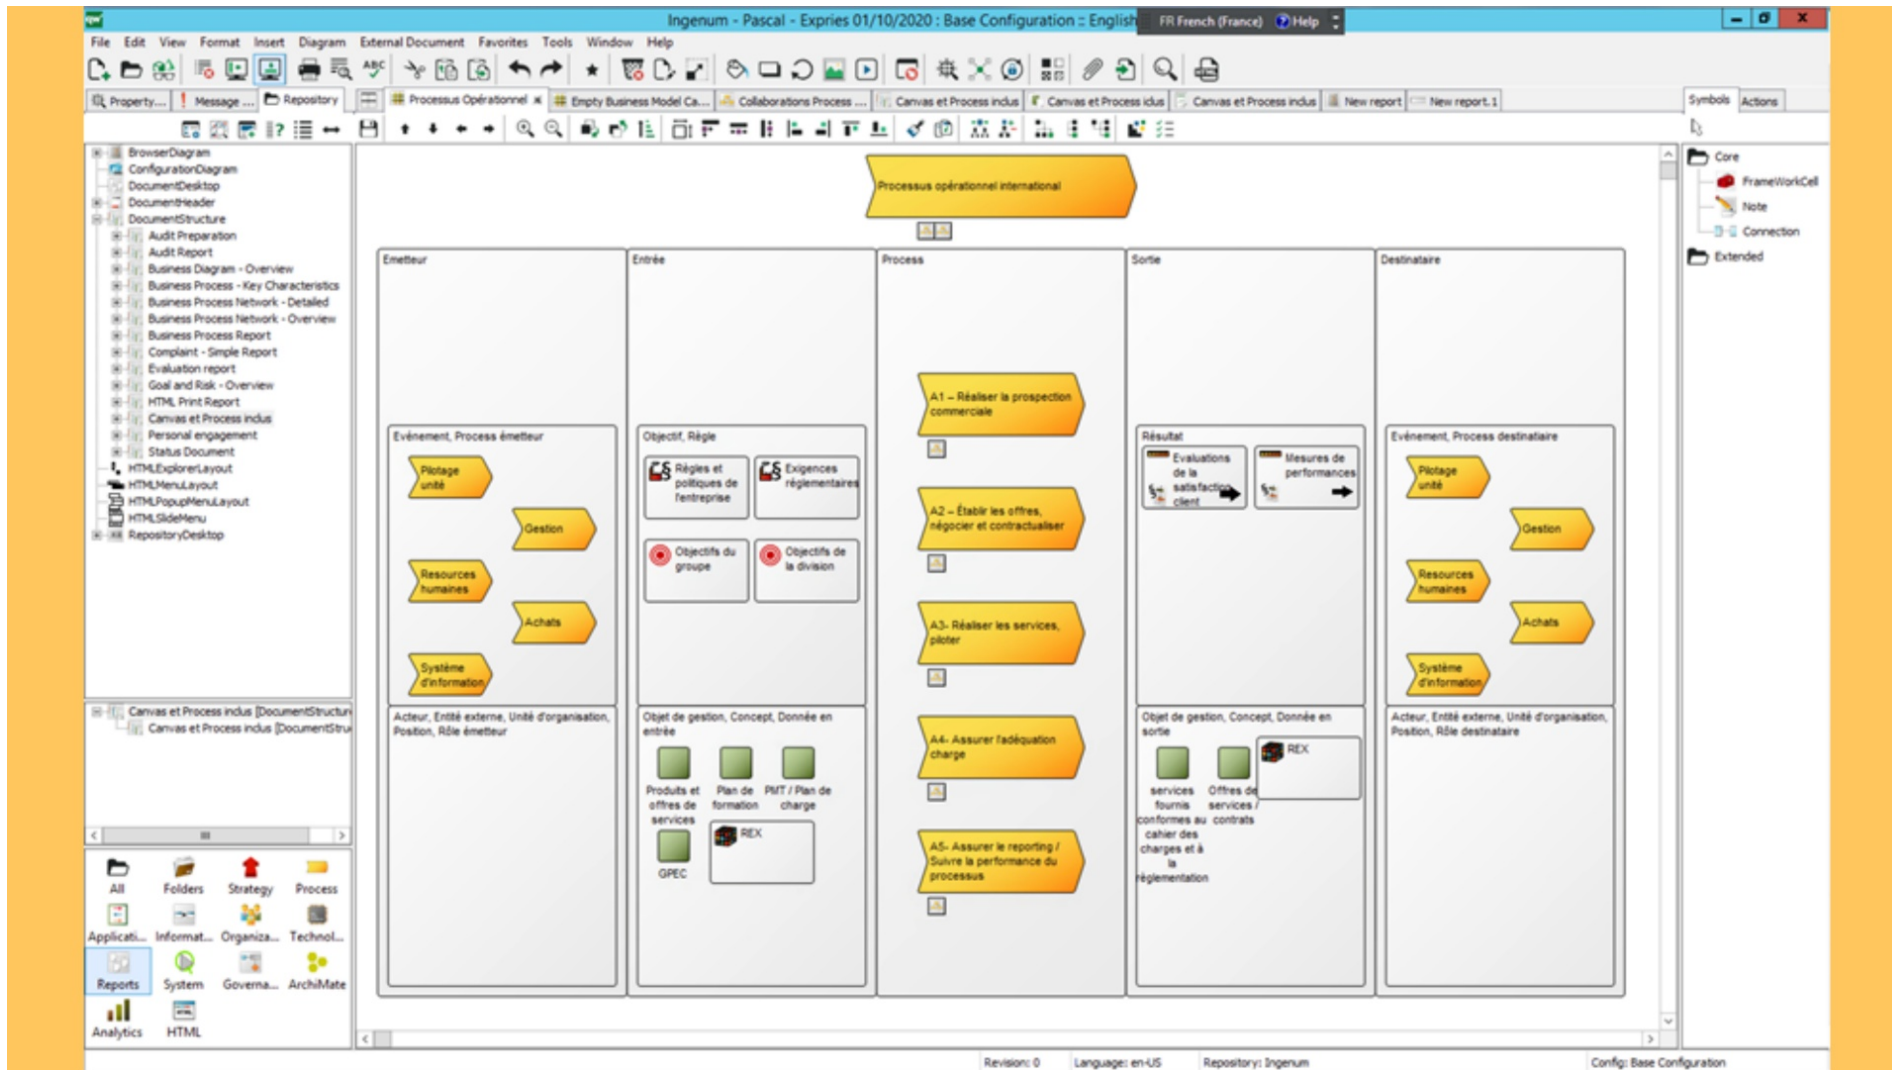 Ingenum - Pascal - Expries 01/10/2020 : Base Configuration :: English
FR French (France) Help
File Edit View Format Insert Diagram External Document Favorites Tools Window Help
ABC
Property... Message ... Repository Processus Opérationnel Empty Business Model Ca... Collaborations Process ... Canvas et Process inclus Canvas et Process iclus Canvas et Process inclus New report New report.1 Symbols Actions
BrowserDiagram
ConfigurationDiagram
DocumentDesktop
DocumentHeader
DocumentStructure
Audit Preparation
Audit Report
Business Diagram - Overview
Business Process - Key Characteristics
Business Process Network - Detailed
Business Process Network - Overview
Business Process Report
Complaint - Simple Report
Evaluation report
Goal and Risk - Overview
HTML Print Report
Canvas et Process inclus
Personal engagement
Status Document
HTMLExplorerLayout
HTMLMenuLayout
HTMLPopupMenuLayout
HTMLSlideMenu
RepositoryDesktop
Canvas et Process inclus [DocumentStructur
Canvas et Process inclus [DocumentStru
All Folders Strategy Process
Applicati... Informat... Organiza... Technol...
Reports System Governa... ArchiMate
Analytics HTML
Processus opérationnel international
Emetteur
Evénement, Process émetteur
Pilotage
unité
Gestion
Resources
humaines
Achats
Système
d'information
Acteur, Entité externe, Unité d'organisation,
Position, Rôle émetteur
Entrée
Objectif, Règle
Règles et
politiques de
l'entreprise
Exigences
réglementaires
Objectifs du
groupe
Objectifs de
la division
Objet de gestion, Concept, Donnée en
entrée
Produits et
offres de
services
Plan de
formation
PMT / Plan de
charge
GPEC
REX
Process
A1 – Réaliser la prospection
commerciale
A2 – Établir les offres,
négocier et contractualiser
A3- Réaliser les services,
piloter
A4- Assurer l'adéquation
charge
A5- Assurer le reporting /
Suivre la performance du
processus
Sortie
Résultat
Evaluations
de la
satisfaction
client
Mesures de
performances
Objet de gestion, Concept, Donnée en
sortie
services
fournis
conformes au
cahier des
charges et à
la
règlementation
Offres de
services /
contrats
REX
Destinataire
Evénement, Process destinataire
Pilotage
unité
Gestion
Resources
humaines
Achats
Système
d'information
Acteur, Entité externe, Unité d'organisation,
Position, Rôle destinataire
Core
FrameWorkCell
Note
Connection
Extended
Revision: 0 Language: en-US Repository: Ingenum Config: Base Configuration